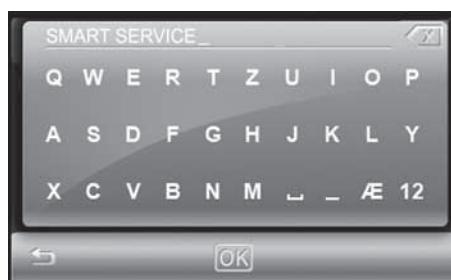 SMART SERVICE_
X
Q W E R T Z U I O P
A S D F G H J K L Y
X C V B N M ⎵ _ Æ 12
OK